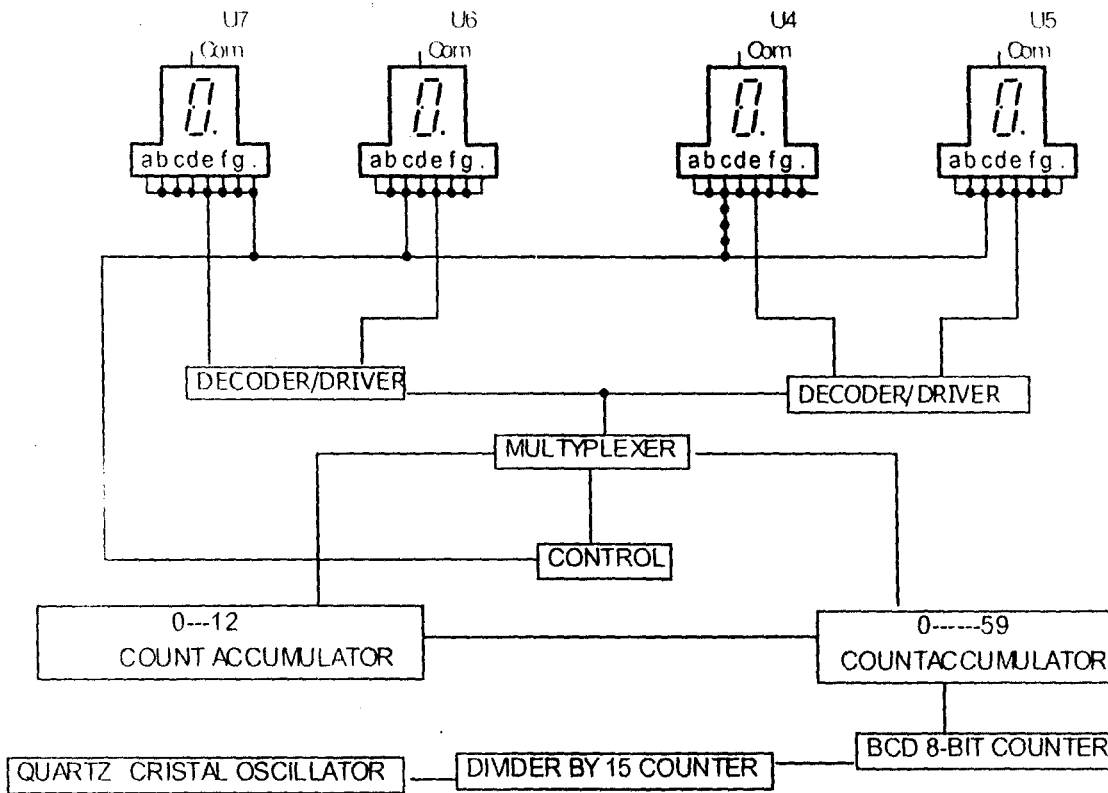 U7 U6 U4 U5
Com Com Com Com
0. 0. 0. 0.
abcdefg. abcdefg. abcdefg. abcdefg.
DECODER/DRIVER
DECODER/DRIVER
MULTYPLEXER
CONTROL
0---12
COUNT ACCUMULATOR
0------59
COUNTACCUMULATOR
BCD 8-BIT COUNTER
QUARTZ CRISTAL OSCILLATOR
DIVIDER BY 15 COUNTER